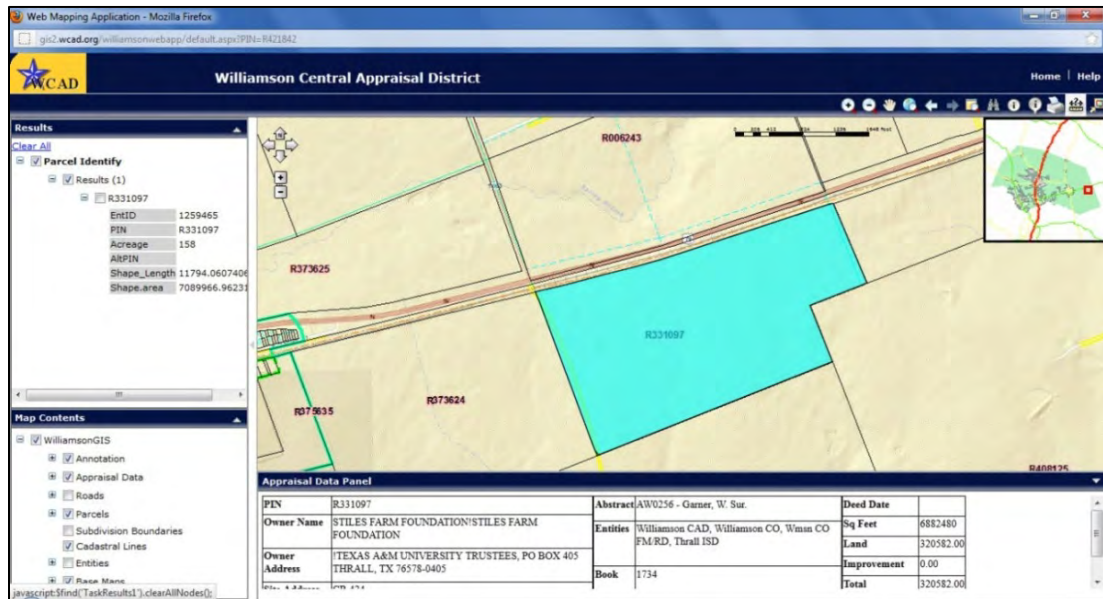 Web Mapping Application - Mozilla Firefox
gis2.wcad.org/williamsonwebapp/default.aspx?PIN=R421842
WCAD
Williamson Central Appraisal District
Home | Help
Results
Clear All
Parcel Identify
Results (1)
R331097
EntID 1259465
PIN R331097
Acreage 158
AltPIN
Shape_Length 11794.0607406
Shape.area 7089966.96231
R006243
R373625
R331097
R373624
R375635
R408125
Map Contents
WilliamsonGIS
Annotation
Appraisal Data
Roads
Parcels
Subdivision Boundaries
Cadastral Lines
Entities
Base Maps
javascript:$find('TaskResults1').clearAllNodes();
Appraisal Data Panel
PIN R331097
Owner Name STILES FARM FOUNDATION!STILES FARM
FOUNDATION
Owner Address !TEXAS A&M UNIVERSITY TRUSTEES, PO BOX 405
THRALL, TX 76578-0405
Abstract AW0256 - Garner, W. Sur.
Entities Williamson CAD, Williamson CO, Wmsn CO
FM/RD, Thrall ISD
Book 1734
Deed Date
Sq Feet 6882480
Land 320582.00
Improvement 0.00
Total 320582.00